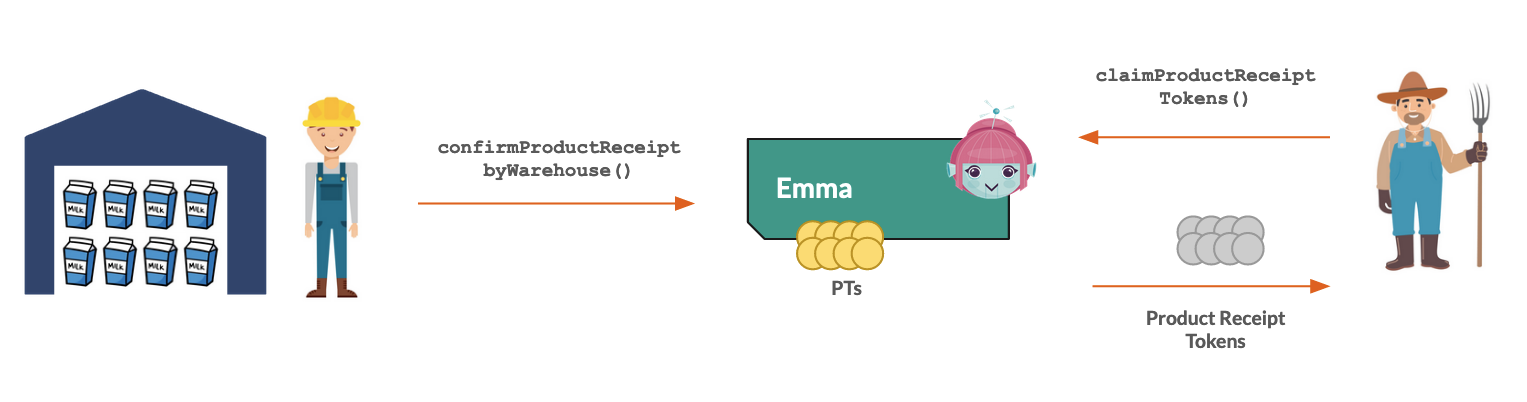 MILK MILK MILK MILK
MILK MILK MILK MILK
confirmProductReceipt
byWarehouse()
Emma
PTs
claimProductReceipt
Tokens()
Product Receipt
Tokens